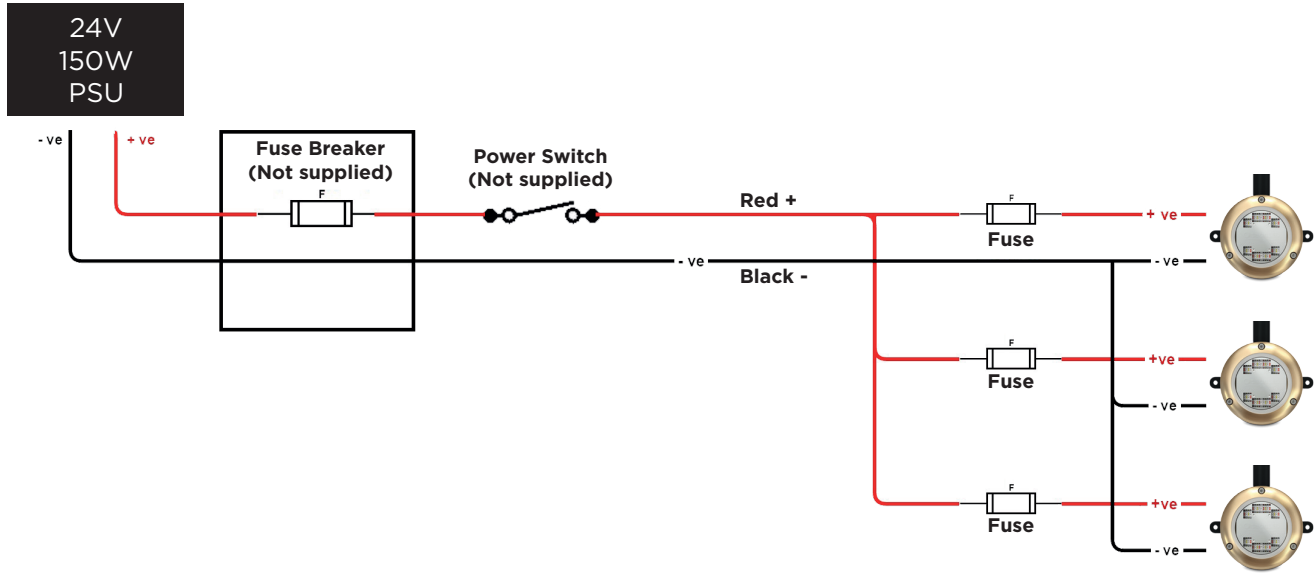 24V
150W
PSU
- ve
+ ve
Fuse Breaker
(Not supplied)
F
Power Switch
(Not supplied)
Red +
F
Fuse
+ ve
- ve
Black -
- ve
F
Fuse
+ve
- ve
F
Fuse
+ve
- ve